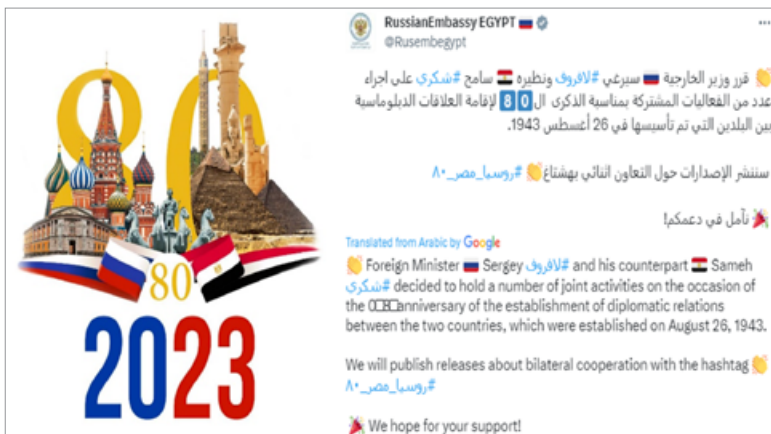 80
80
2023
RussianEmbassy EGYPT 🇷🇺
@Rusembegypt
👏 قرر وزير الخارجية 🇷🇺 سيرغي #لافروف ونظيره 🇪🇬 سامح #شكري على اجراء
عدد من الفعاليات المشتركة بمناسبة الذكرى ال8️⃣0️⃣ لإقامة العلاقات الدبلوماسية
بين البلدين التي تم تأسيسها في 26 أغسطس 1943.
سننشر الإصدارات حول التعاون اثنائي بهشتاغ👏 #روسيا_مصر_٨٠
🎉 نآمل في دعمكم!
Translated from Arabic by Google
👏 Foreign Minister 🇷🇺 Sergey #لافروف and his counterpart 🇪🇬 Sameh
#شكري decided to hold a number of joint activities on the occasion of
the anniversary of the establishment of diplomatic relations
between the two countries, which were established on August 26, 1943.
We will publish releases about bilateral cooperation with the hashtag 👏
#روسيا_مصر_٨٠
🎉 We hope for your support!